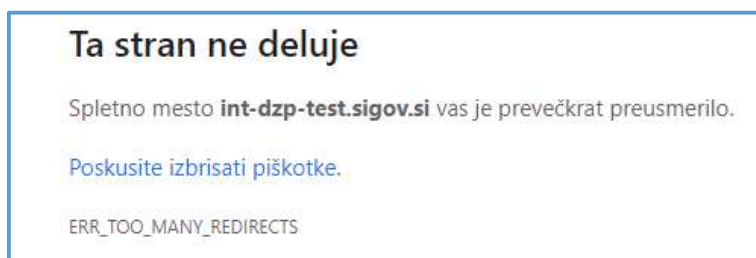 Ta stran ne deluje
Spletno mesto int-dzp-test.sigov.si vas je prevečkrat preusmerilo.
Poskusite izbrisati piškotke.
ERR_TOO_MANY_REDIRECTS